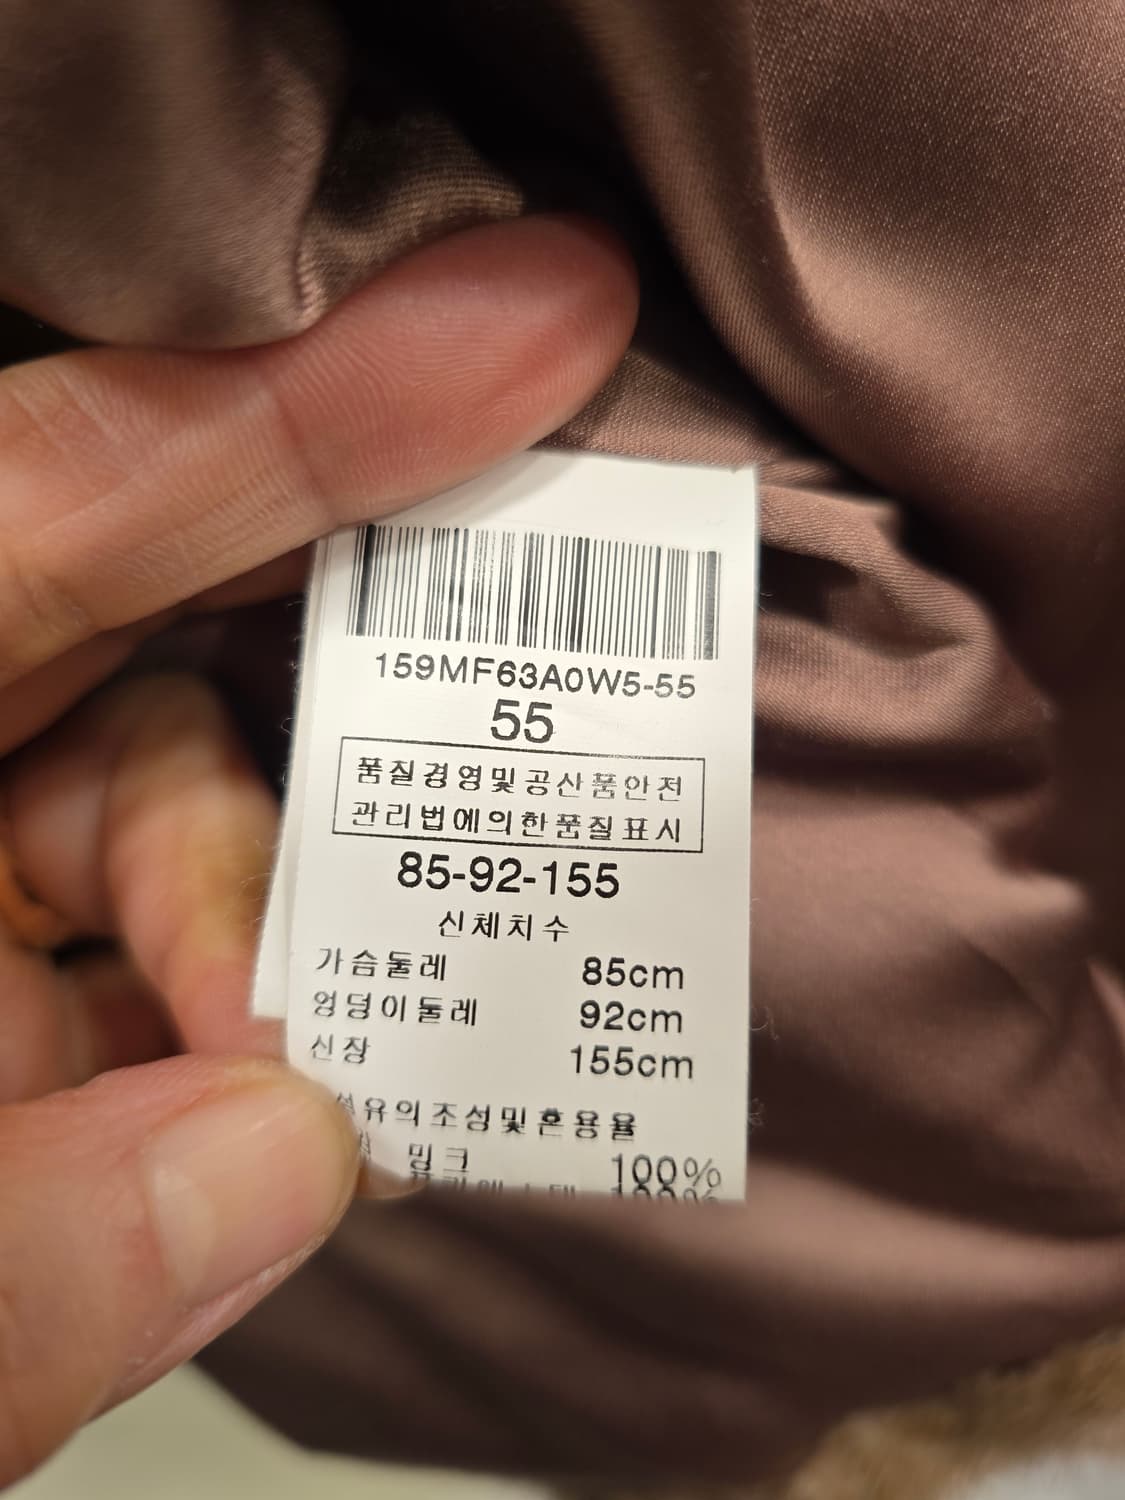 159MF63A0W5-55
55
품질경영및공산품안전
관리법에의한품질표시
85-92-155
신체치수
가슴둘레 85cm
엉덩이둘레 92cm
신장 155cm
섬유의조성및혼용율
밍크 100%
100%